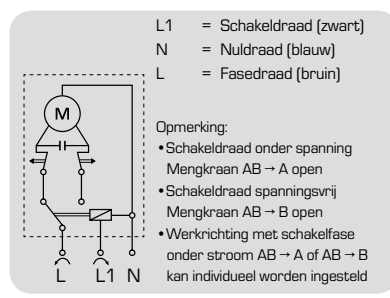 L1 = Schakeldraad (zwart)
N = Nuldraad (blauw)
L = Fasedraad (bruin)
M
Opmerking:
•Schakeldraad onder spanning
Mengkraan AB → A open
•Schakeldraad spanningsvrij
Mengkraan AB → B open
•Werkrichting met schakelfase
onder stroom AB → A of AB → B
kan individueel worden ingesteld
L L1 N